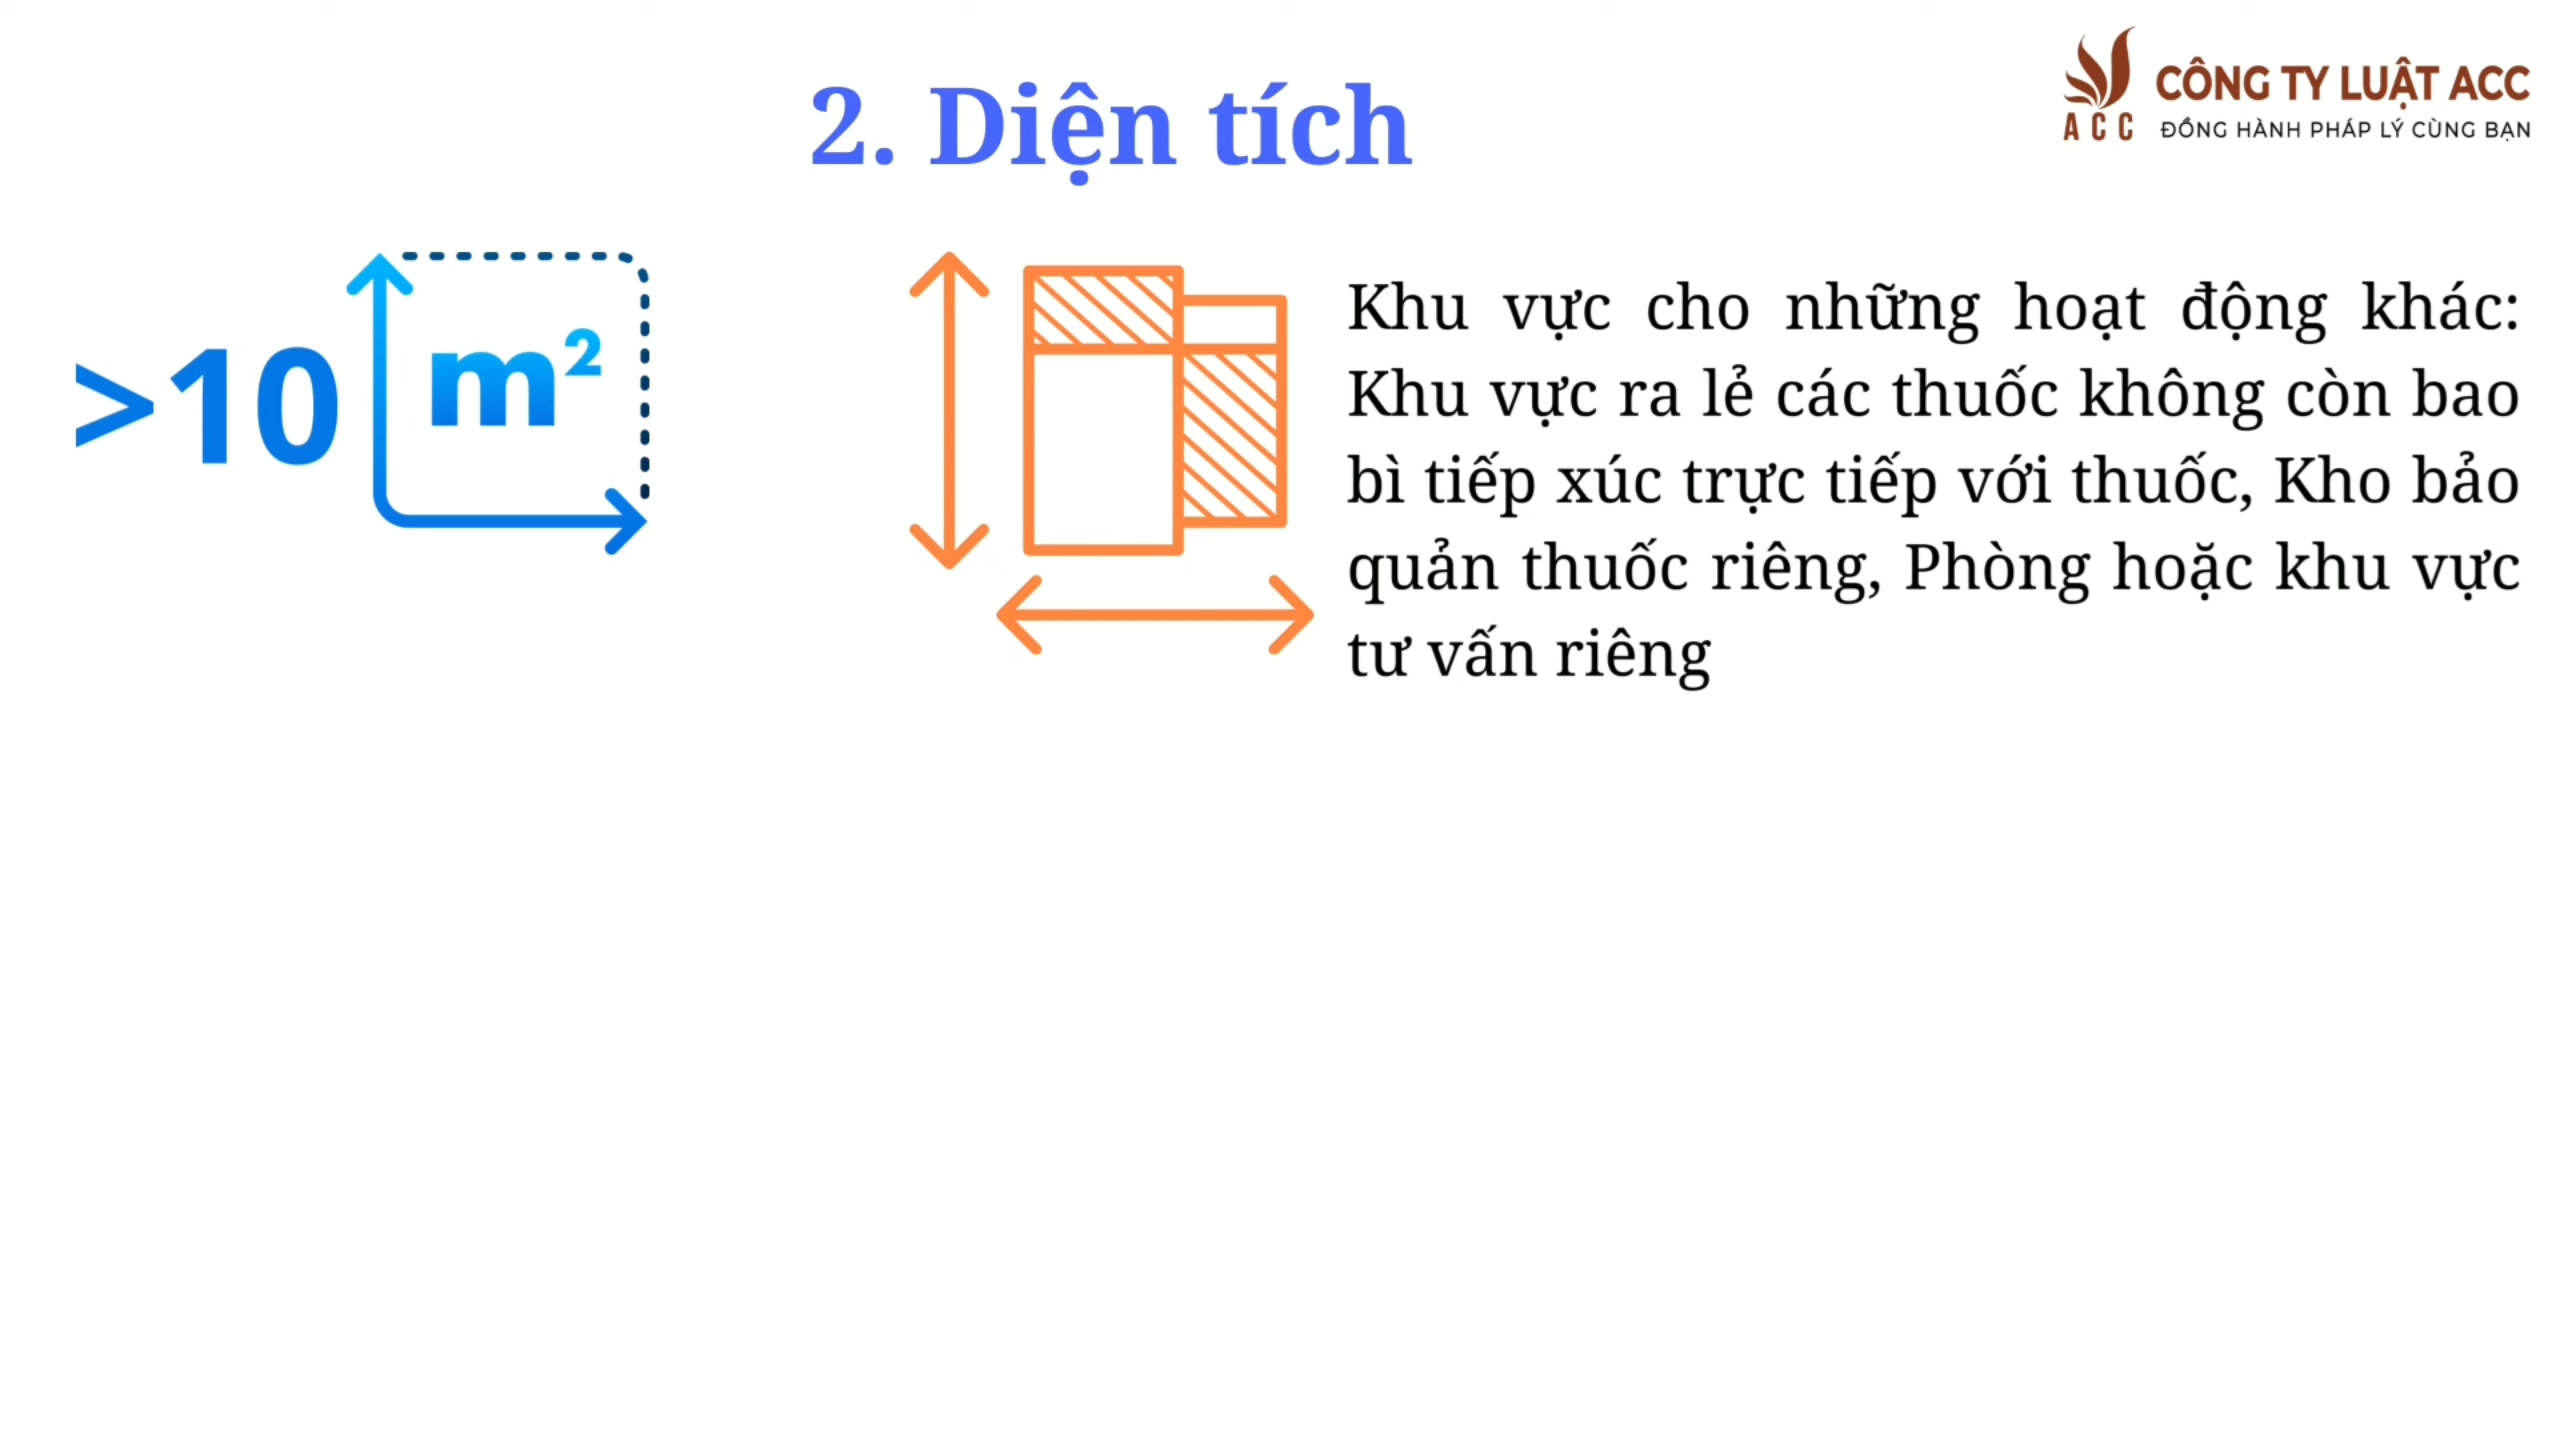 2. Diện tích
CÔNG TY LUẬT ACC
ACC
ĐỒNG HÀNH PHÁP LÝ CÙNG BẠN
>10
m²
Khu vực cho những hoạt động khác:
Khu vực ra lẻ các thuốc không còn bao
bì tiếp xúc trực tiếp với thuốc, Kho bảo
quản thuốc riêng, Phòng hoặc khu vực
tư vấn riêng